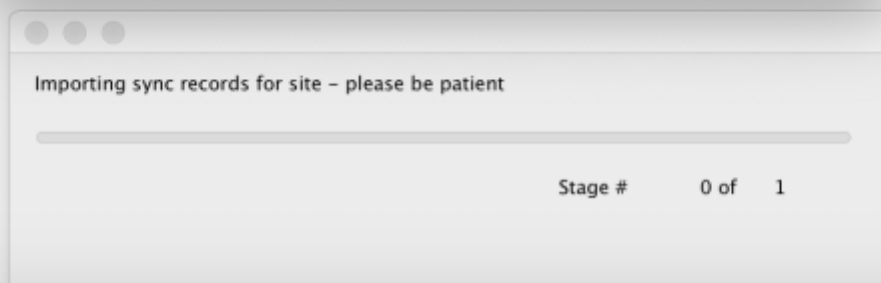 Importing sync records for site – please be patient
Stage # 0 of 1